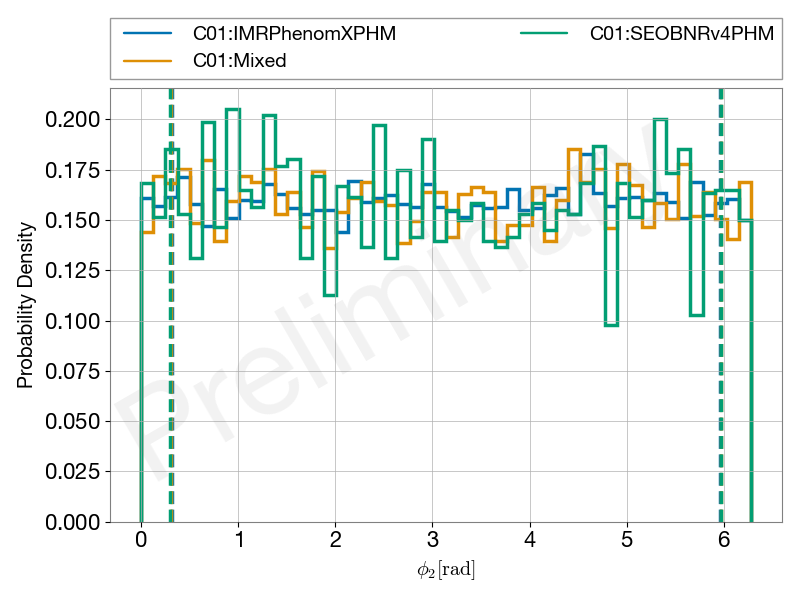 C01:IMRPhenomXPHM
C01:Mixed
C01:SEOBNRv4PHM
Preliminary
Probability Density
0.200
0.175
0.150
0.125
0.100
0.075
0.050
0.025
0.000
0 1 2 3 4 5 6
ϕ₂[rad]